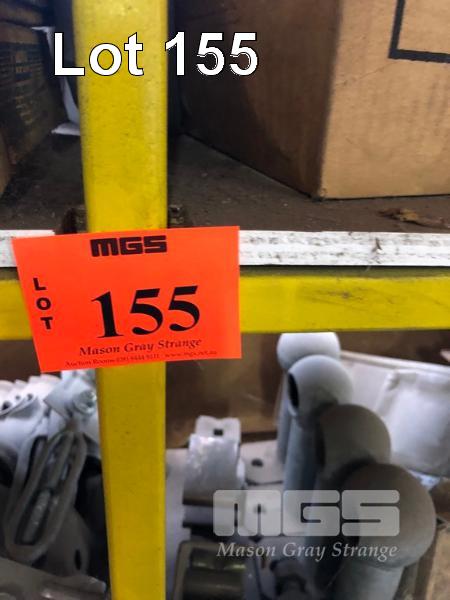 Lot 155
MGS
LOT
155
Mason Gray Strange
MGS
Mason Gray Strange